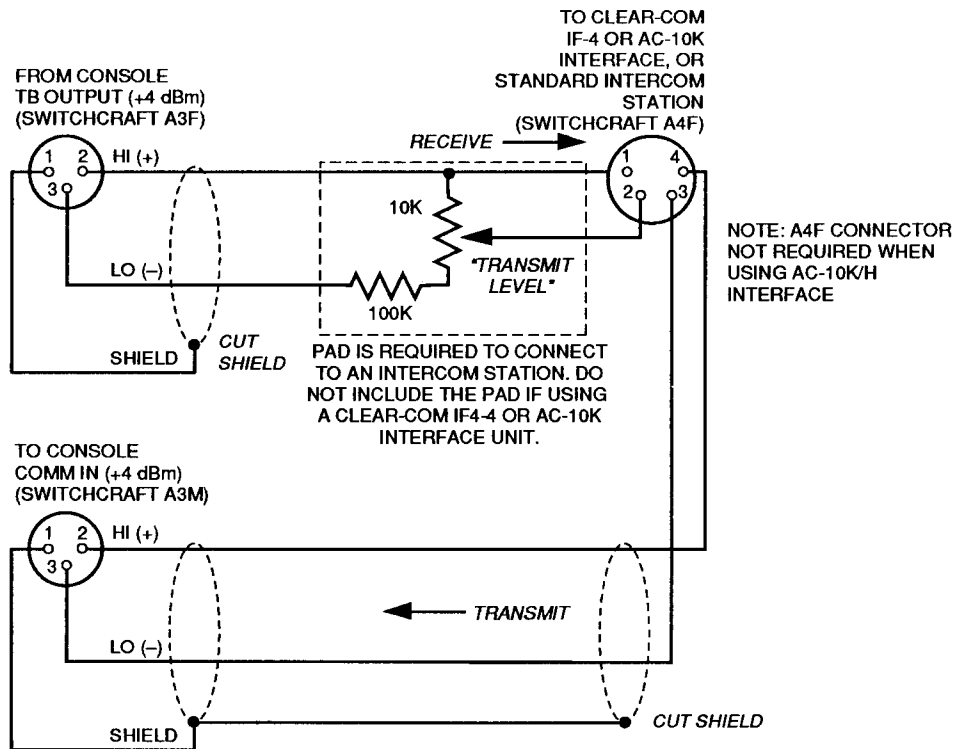 TO CLEAR-COM
IF-4 OR AC-10K
INTERFACE, OR
STANDARD INTERCOM
STATION
(SWITCHCRAFT A4F)
FROM CONSOLE
TB OUTPUT (+4 dBm)
(SWITCHCRAFT A3F)
RECEIVE
1 2
3
HI (+)
1 4
2 3
10K
LO (–)
"TRANSMIT
LEVEL"
100K
NOTE: A4F CONNECTOR
NOT REQUIRED WHEN
USING AC-10K/H
INTERFACE
SHIELD
CUT
SHIELD
PAD IS REQUIRED TO CONNECT
TO AN INTERCOM STATION. DO
NOT INCLUDE THE PAD IF USING
A CLEAR-COM IF4-4 OR AC-10K
INTERFACE UNIT.
TO CONSOLE
COMM IN (+4 dBm)
(SWITCHCRAFT A3M)
1 2
3
HI (+)
TRANSMIT
LO (–)
SHIELD
CUT SHIELD